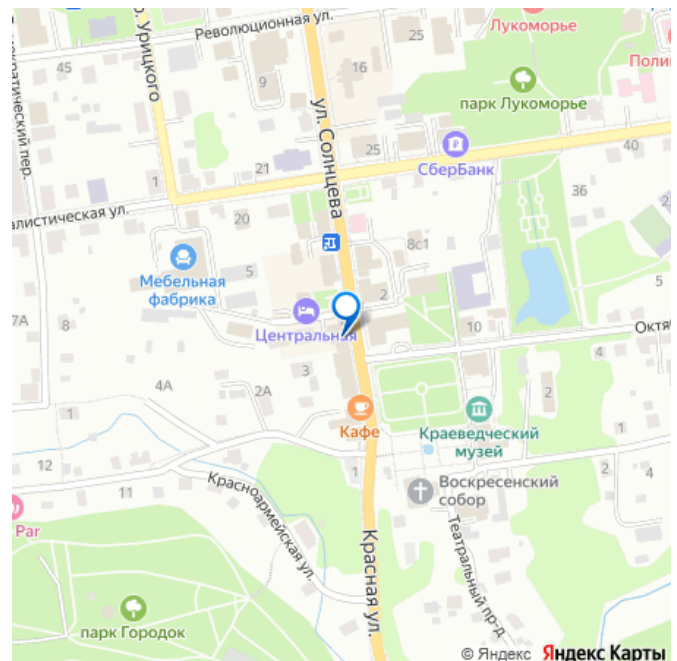 Лукоморье
Революционная ул.
р. Урицкого
45
9
16
Поли
кратический пер.
ул. Солнцева
парк Лукоморье
25
СберБанк
40
21
1
36
алистическая ул.
20
8с1
5
Мебельная
фабрика
2
5
7А
8
Центральная
10
Октя
3
4А
2А
2
1
Кафе
Краеведческий
музей
1
12
1
2
4
11
Воскресенский
собор
Par
Красноармейская ул.
Красная ул.
Театральный пр-д
парк Городок
© Яндекс Яндекс Карты